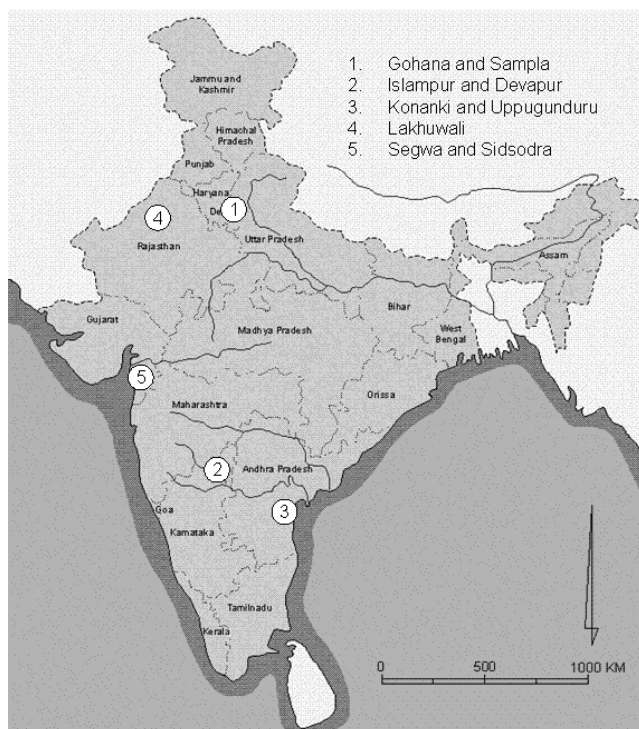 1. Gohana and Sampla
2. Islampur and Devapur
3. Konanki and Uppugunduru
4. Lakhuwali
5. Segwa and Sidsodra
Jammu and
Kashmir
Himachal
Pradesh
Punjab
Haryana
De
1
4
Rajasthan
Uttar Pradesh
Assam
Bihar
West
Bengal
Gujarat
Madhya Pradesh
5
Maharashtra
Orissa
2
Andhra Pradesh
3
Goa
Karnataka
Tamilnadu
Kerala
0 500 1000 KM